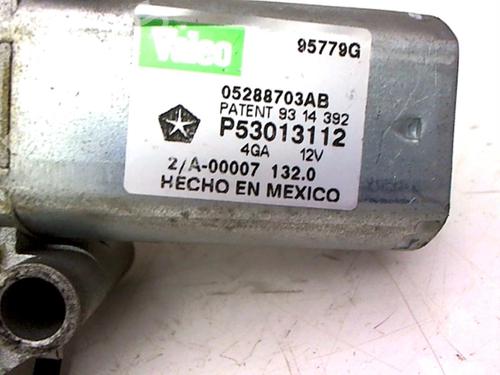 Valeo
95779G
05288703AB
PATENT 93 14 392
P53013112
4GA 12V
2/A-00007 132.0
HECHO EN MEXICO